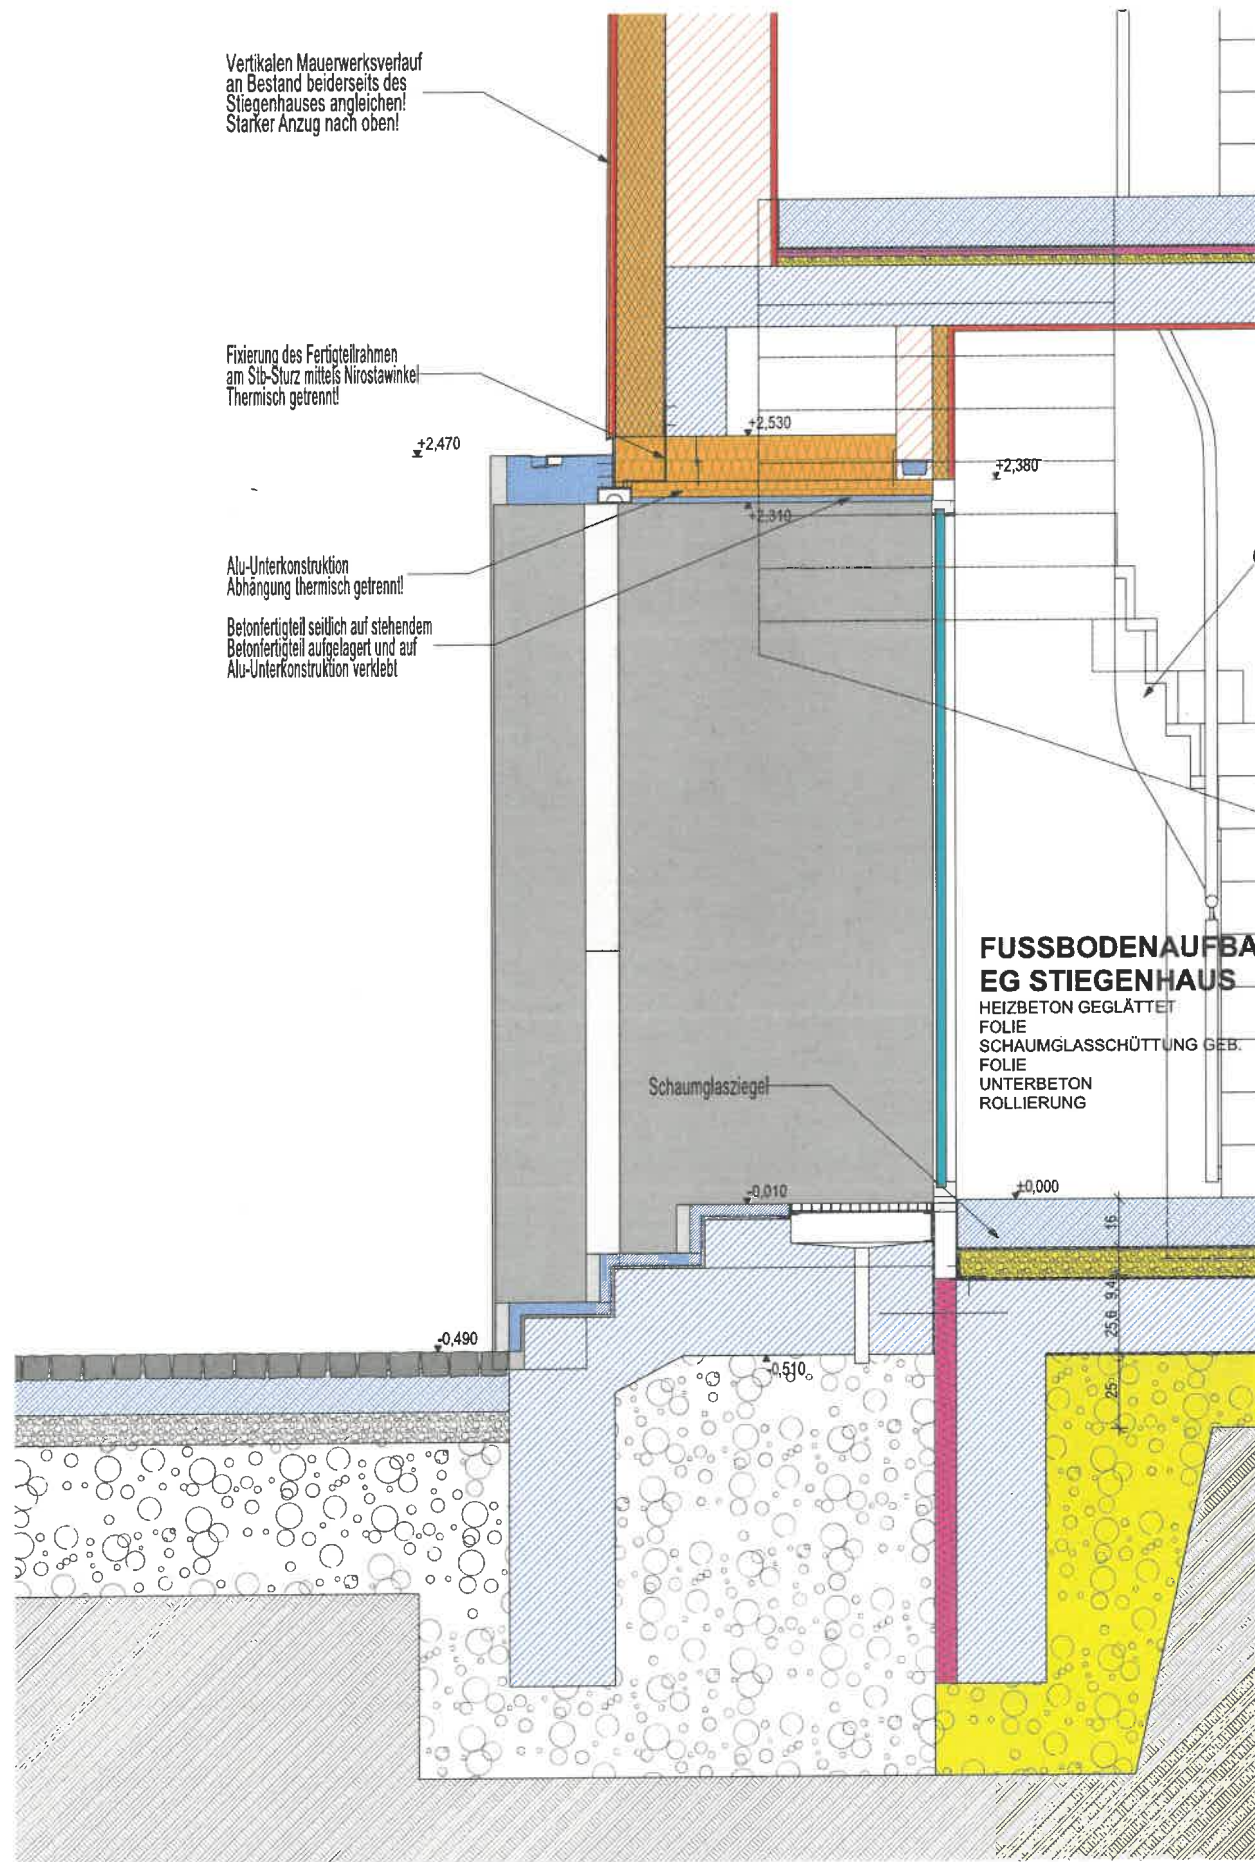 Vertikalen Mauerwerksverlauf
an Bestand beiderseits des
Stiegenhauses angleichen!
Starker Anzug nach oben!
Fixierung des Fertigteilrahmen
am Stb-Sturz mittels Nirostawinkel
Thermisch getrennt!
+2,530
+2,470
+2,380
+2,310
Alu-Unterkonstruktion
Abhängung thermisch getrennt!
Betonfertigteil seitlich auf stehendem
Betonfertigteil aufgelagert und auf
Alu-Unterkonstruktion verklebt
FUSSBODENAUFBA
EG STIEGENHAUS
HEIZBETON GEGLÄTTET
FOLIE
SCHAUMGLASSCHÜTTUNG GEB.
FOLIE
UNTERBETON
ROLLIERUNG
Schaumglasziegel
-0,010
±0,000
16
9,4
25,6
25
-0,490
-0,510